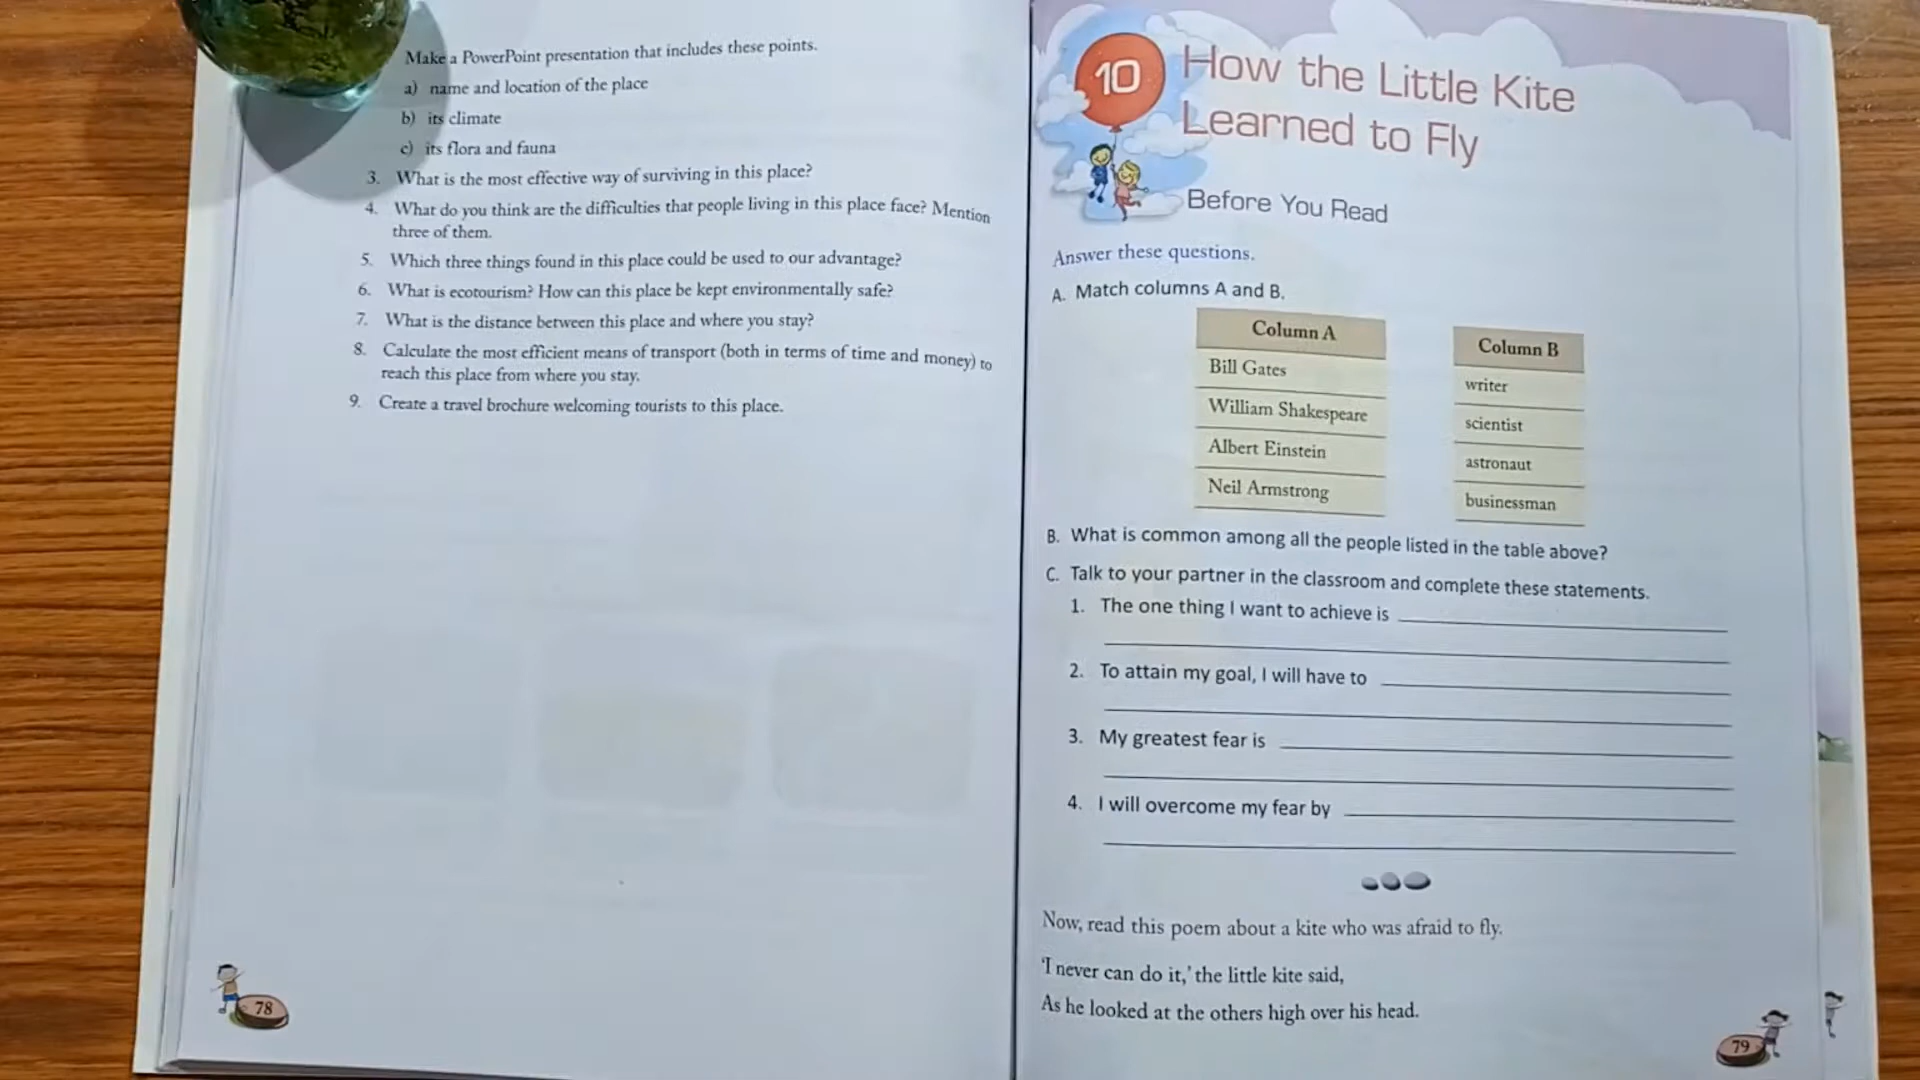 Make a PowerPoint presentation that includes these points.
a) name and location of the place
b) its climate
c) its flora and fauna
3. What is the most effective way of surviving in this place?
4. What do you think are the difficulties that people living in this place face? Mention
three of them.
5. Which three things found in this place could be used to our advantage?
6. What is ecotourism? How can this place be kept environmentally safe?
7. What is the distance between this place and where you stay?
8. Calculate the most efficient means of transport (both in terms of time and money) to
reach this place from where you stay.
9. Create a travel brochure welcoming tourists to this place.
78
10
How the Little Kite
Learned to Fly
Before You Read
Answer these questions.
A. Match columns A and B.
Column A
Bill Gates
William Shakespeare
Albert Einstein
Neil Armstrong
Column B
writer
scientist
astronaut
businessman
B. What is common among all the people listed in the table above?
C. Talk to your partner in the classroom and complete these statements.
1. The one thing I want to achieve is
2. To attain my goal, I will have to
3. My greatest fear is
4. I will overcome my fear by
Now, read this poem about a kite who was afraid to fly.
'I never can do it,' the little kite said,
As he looked at the others high over his head.
79